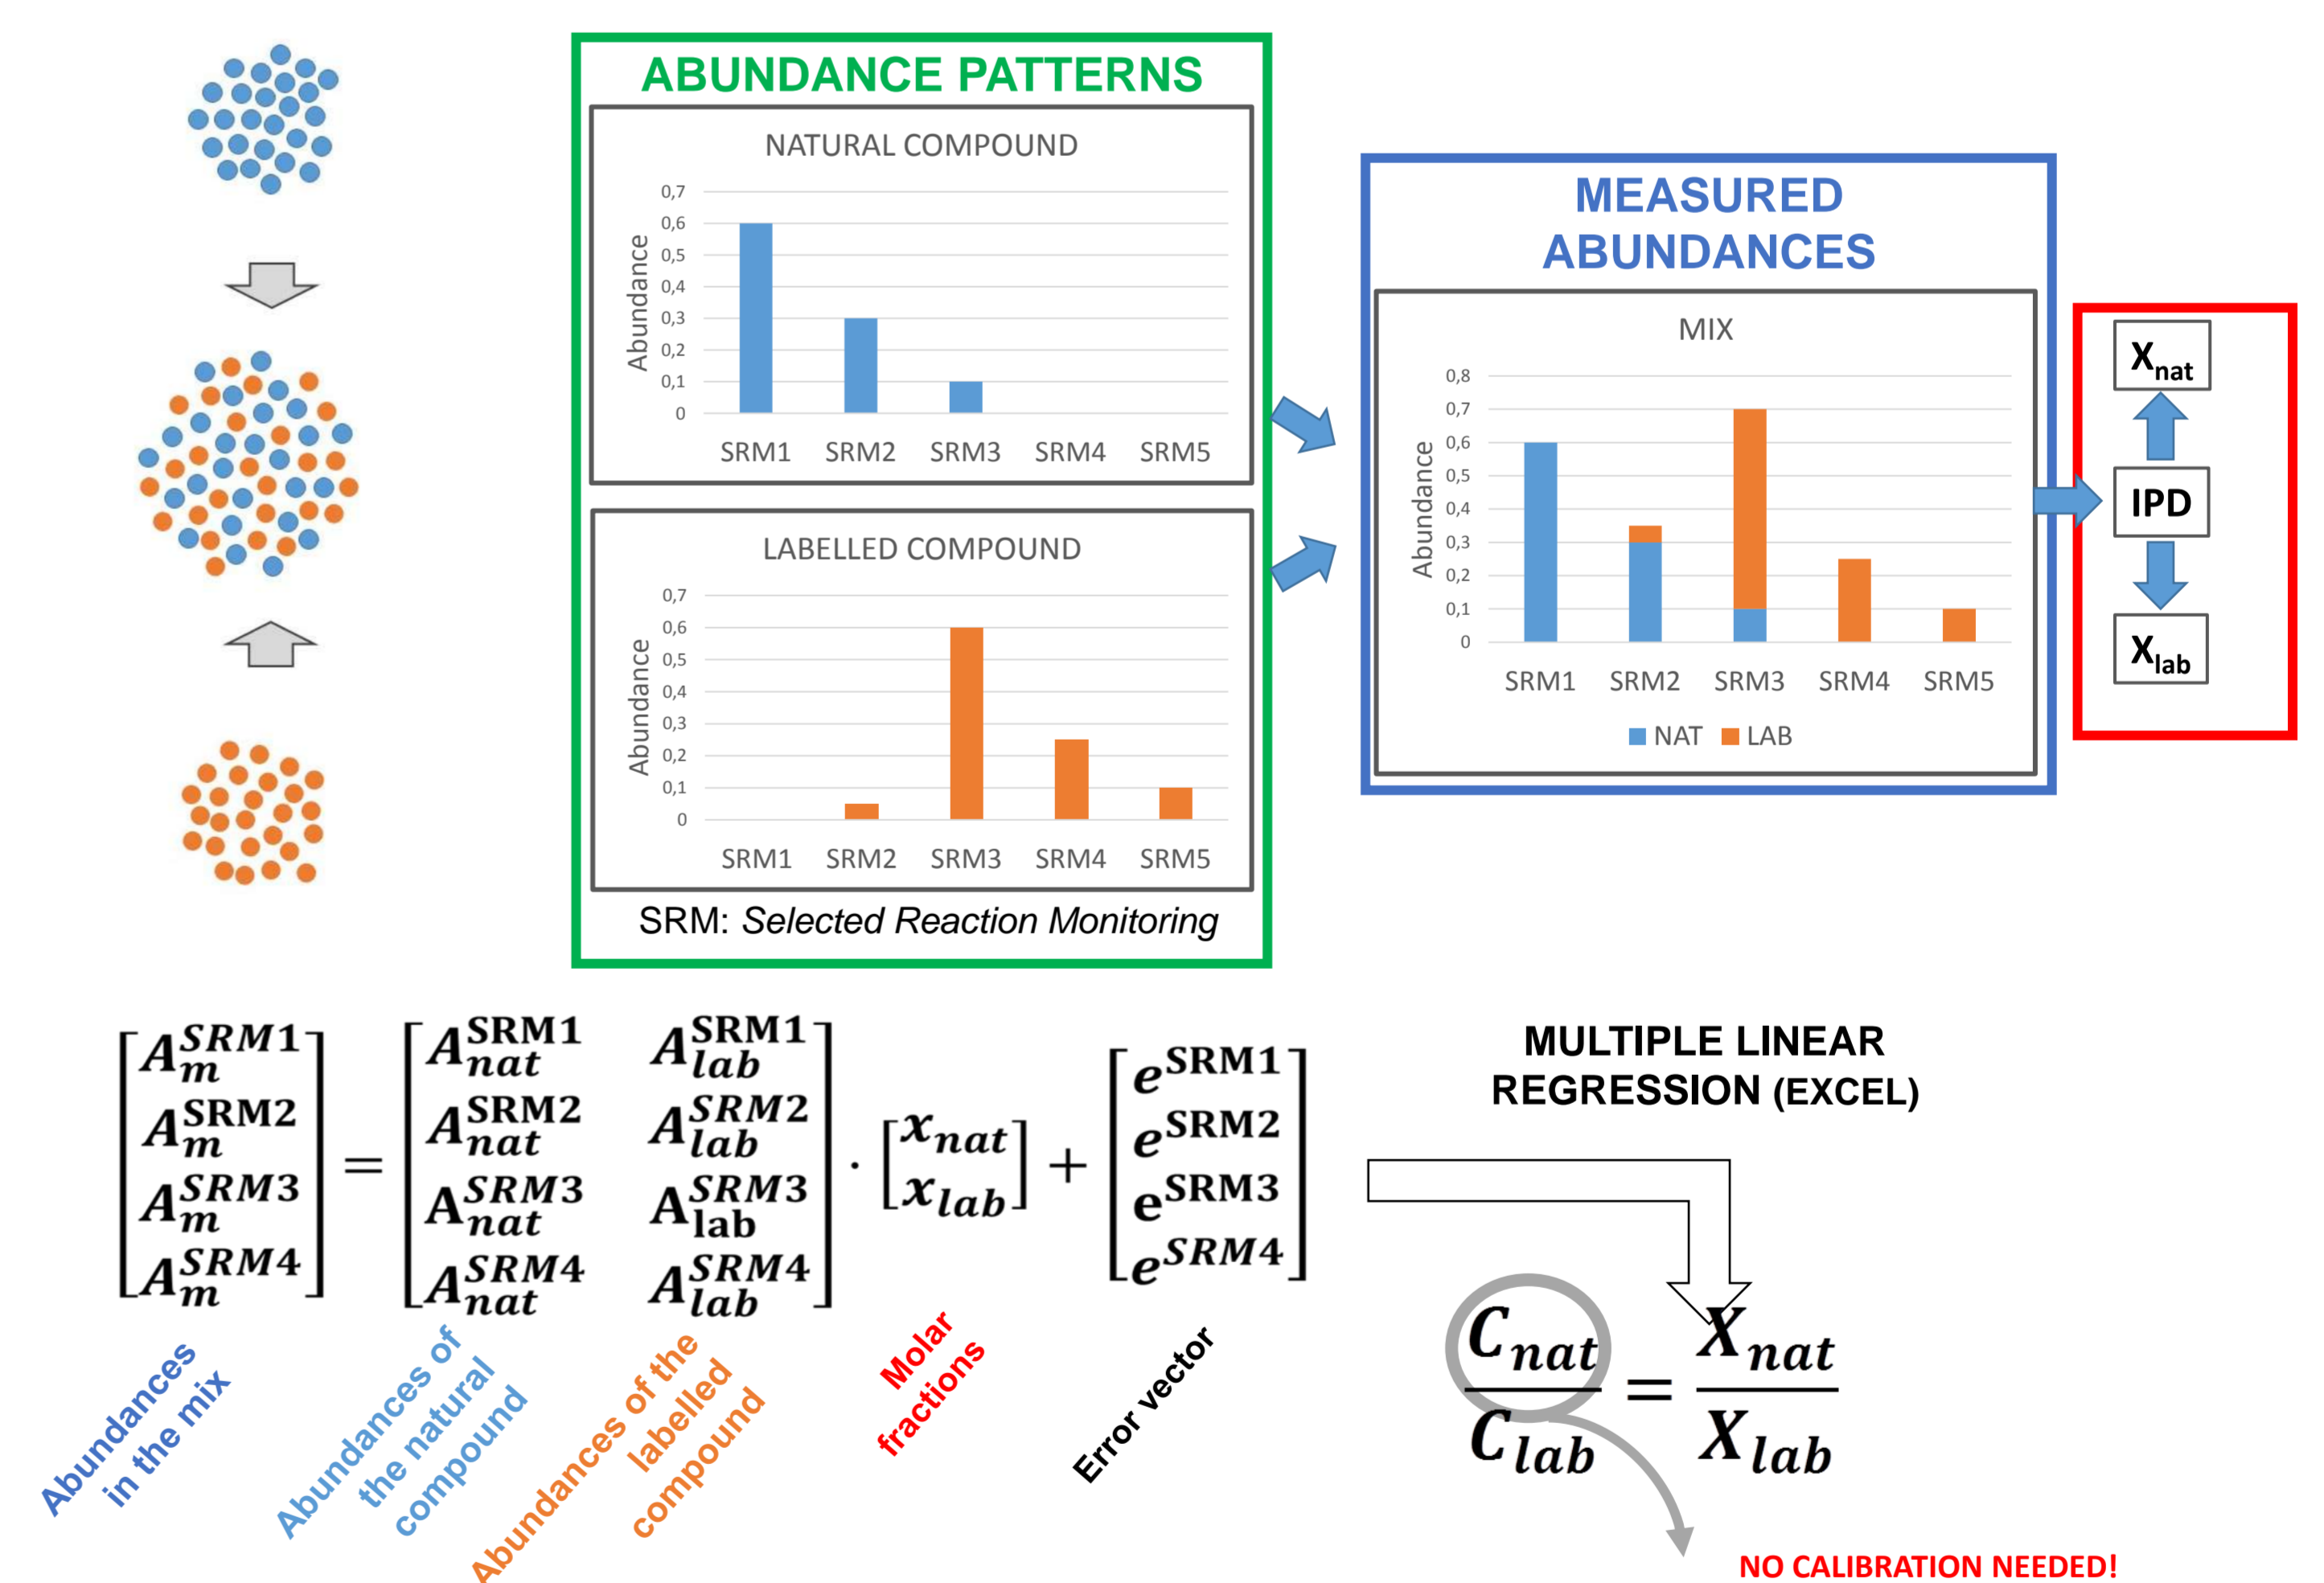 ABUNDANCE PATTERNS
NATURAL COMPOUND
Abundance
0,7
0,6
0,5
0,4
0,3
0,2
0,1
0
SRM1 SRM2 SRM3 SRM4 SRM5
LABELLED COMPOUND
Abundance
0,7
0,6
0,5
0,4
0,3
0,2
0,1
0
SRM1 SRM2 SRM3 SRM4 SRM5
SRM: Selected Reaction Monitoring
MEASURED
ABUNDANCES
MIX
Abundance
0,8
0,7
0,6
0,5
0,4
0,3
0,2
0,1
0
SRM1 SRM2 SRM3 SRM4 SRM5
NAT LAB
X_nat
IPD
X_lab
A_m^SRM1 A_nat^SRM1 A_lab^SRM1 e^SRM1
A_m^SRM2 A_nat^SRM2 A_lab^SRM2 x_nat e^SRM2
= · +
A_m^SRM3 A_nat^SRM3 A_lab^SRM3 x_lab e^SRM3
A_m^SRM4 A_nat^SRM4 A_lab^SRM4 e^SRM4
Abundances
in the mix
Abundances of
the natural
compound
Abundances of the
labelled
compound
Molar
fractions
Error vector
MULTIPLE LINEAR
REGRESSION (EXCEL)
C_nat / C_lab = X_nat / X_lab
NO CALIBRATION NEEDED!